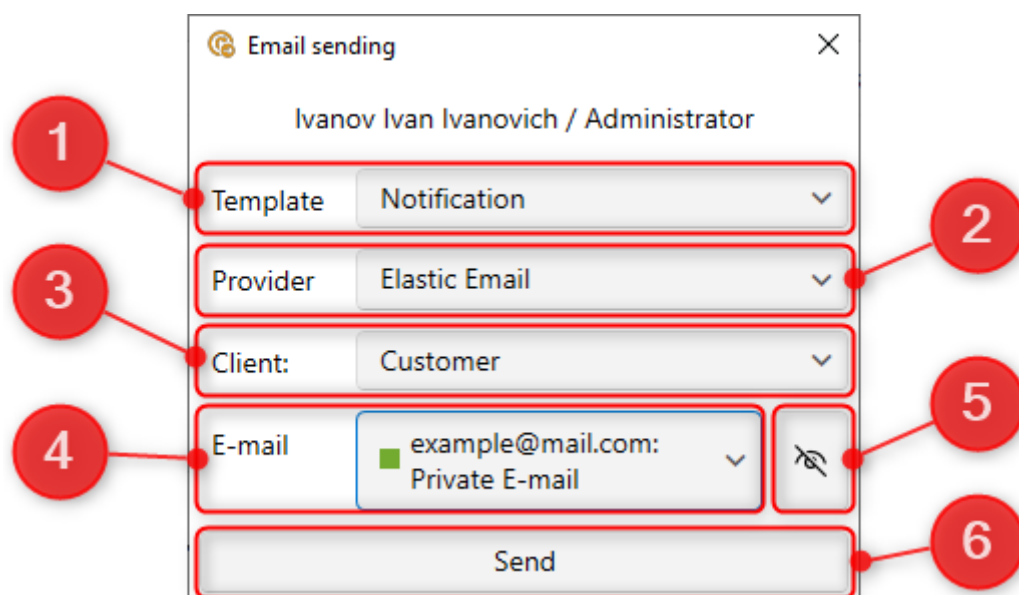 Email sending
Ivanov Ivan Ivanovich / Administrator
1
Template Notification
2
Provider Elastic Email
3
Client: Customer
4
E-mail example@mail.com:
Private E-mail
5
Send
6